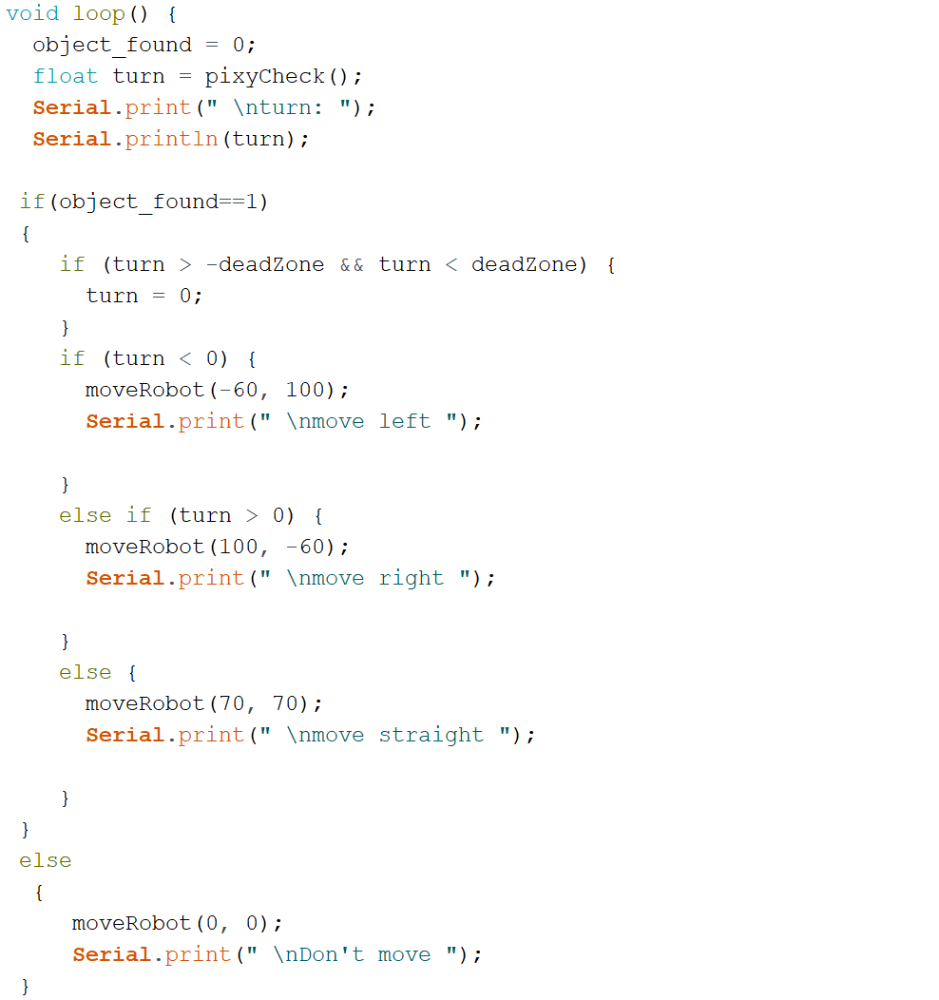 void loop() {
  object_found = 0;
  float turn = pixyCheck();
  Serial.print(" \nturn: ");
  Serial.println(turn);

 if(object_found==1)
 {
    if (turn > -deadZone && turn < deadZone) {
      turn = 0;
    }
    if (turn < 0) {
      moveRobot(-60, 100);
      Serial.print(" \nmove left ");

    }
    else if (turn > 0) {
      moveRobot(100, -60);
      Serial.print(" \nmove right ");

    }
    else {
      moveRobot(70, 70);
      Serial.print(" \nmove straight ");

    }
 }
 else
  {
     moveRobot(0, 0);
     Serial.print(" \nDon't move ");
 }